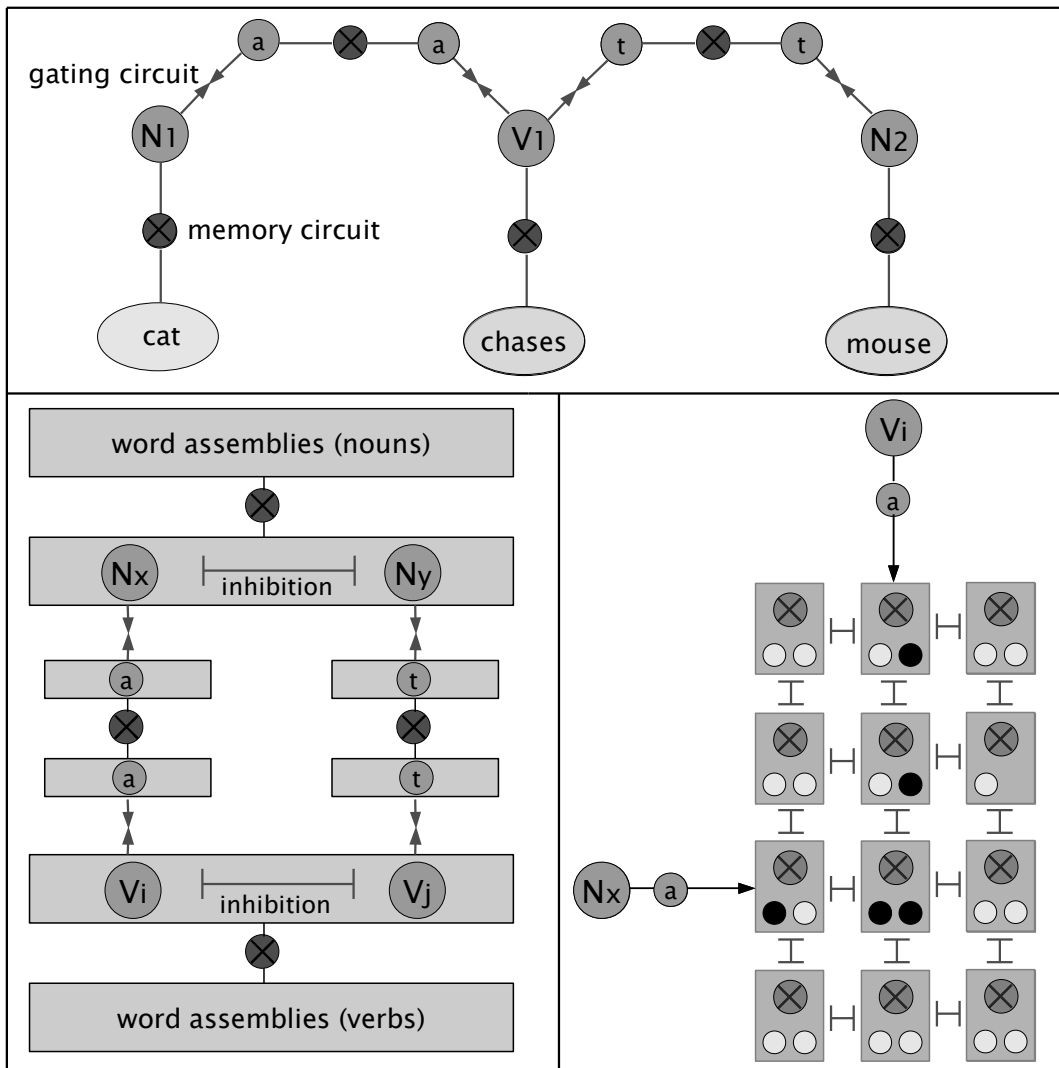 a a t t
gating circuit
N1 V1 N2
memory circuit
cat chases mouse
word assemblies (nouns)
Nx Ny
inhibition
a t
a t
Vi Vj
inhibition
word assemblies (verbs)
Vi
a
Nx a